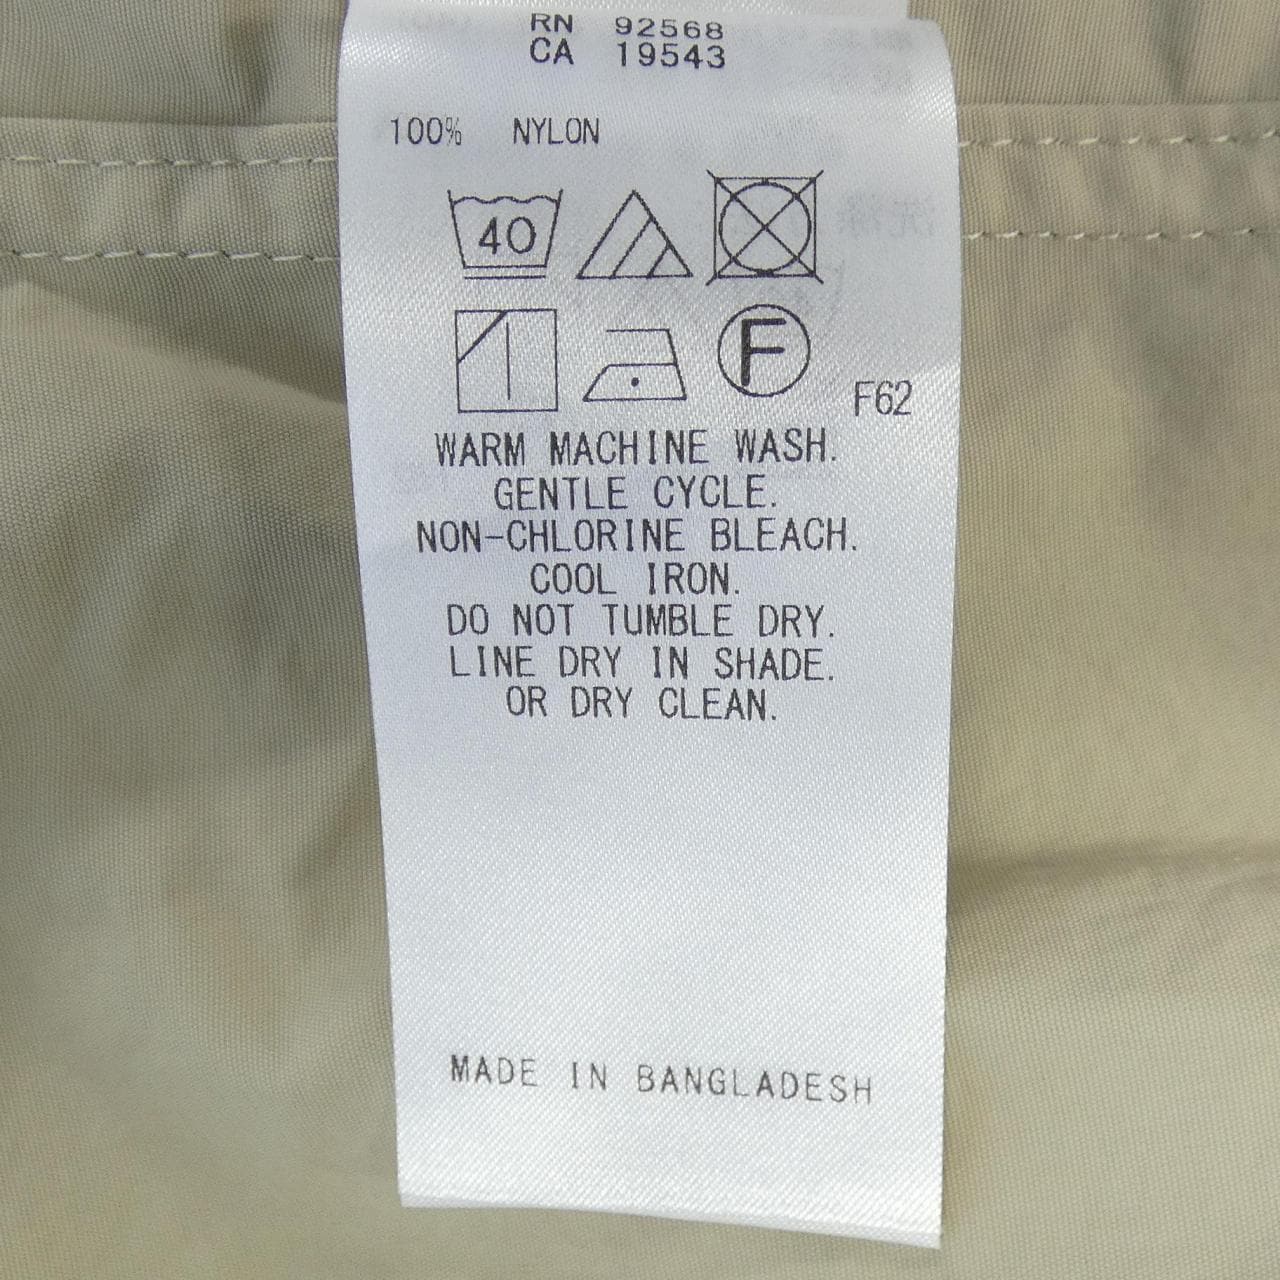 RN 92568
CA 19543
100% NYLON
40
F
F62
WARM MACHINE WASH.
GENTLE CYCLE.
NON-CHLORINE BLEACH.
COOL IRON.
DO NOT TUMBLE DRY.
LINE DRY IN SHADE.
OR DRY CLEAN.
MADE IN BANGLADESH